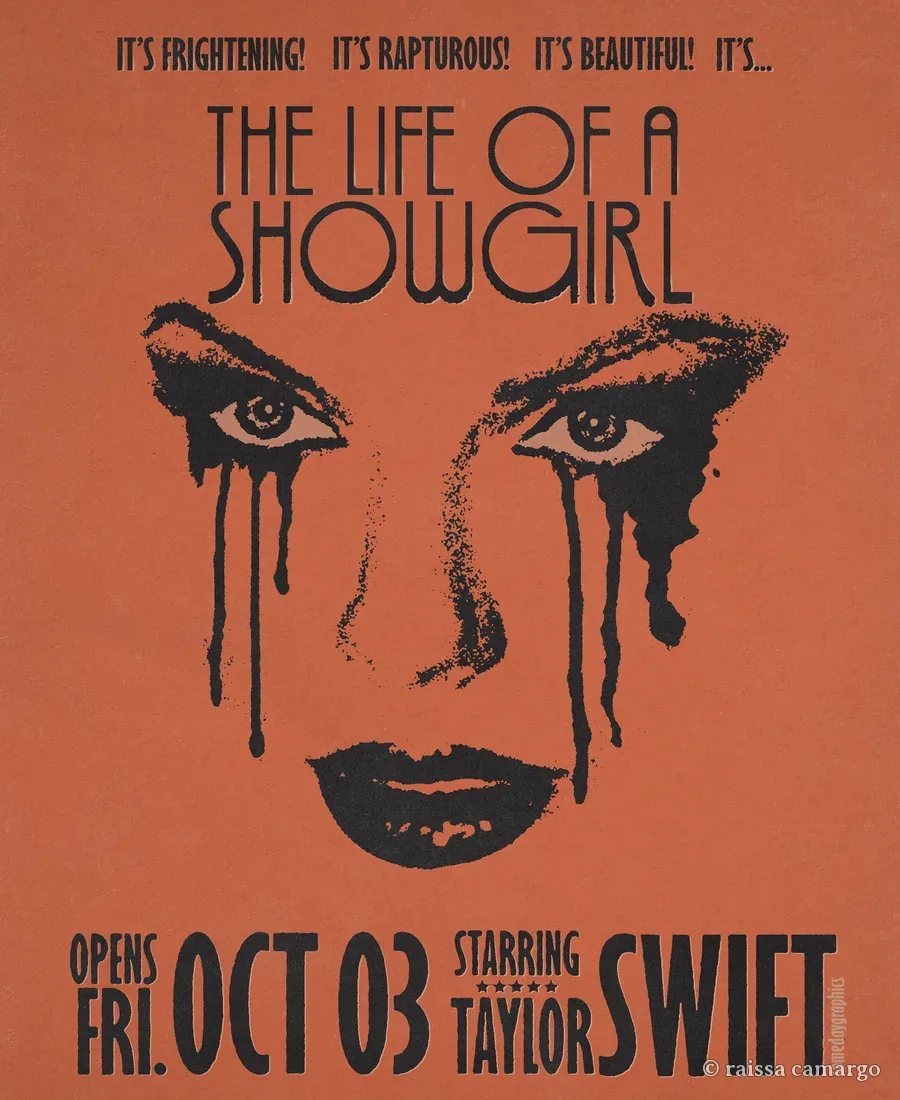 IT'S FRIGHTENING! IT'S RAPTUROUS! IT'S BEAUTIFUL! IT'S...
THE LIFE OF A
SHOWGIRL
OPENS
FRI. OCT 03
STARRING
TAYLOR SWIFT
© raissa camargo